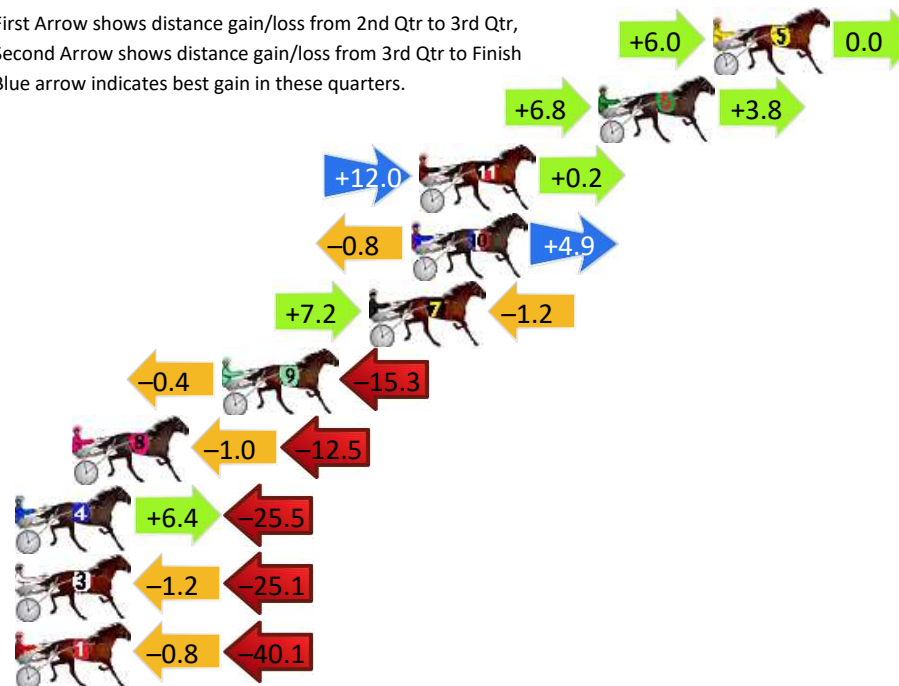 First Arrow shows distance gain/loss from 2nd Qtr to 3rd Qtr,
Second Arrow shows distance gain/loss from 3rd Qtr to Finish
Blue arrow indicates best gain in these quarters.
+6.0 5 0.0
+6.8 6 +3.8
+12.0 11 +0.2
−0.8 10 +4.9
+7.2 7 −1.2
−0.4 9 −15.3
8 −1.0 −12.5
4 +6.4 −25.5
3 −1.2 −25.1
1 −0.8 −40.1